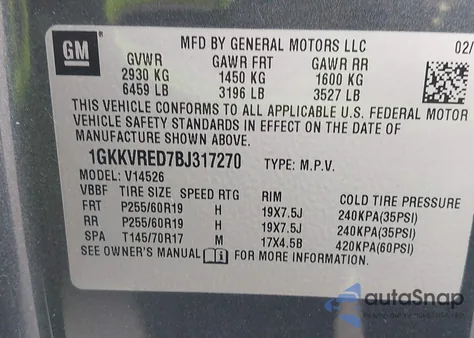 GM
MFD BY GENERAL MOTORS LLC 02/
GVWR GAWR FRT GAWR RR
2930 KG 1450 KG 1600 KG
6459 LB 3196 LB 3527 LB
THIS VEHICLE CONFORMS TO ALL APPLICABLE U.S. FEDERAL MOTOR
VEHICLE SAFETY STANDARDS IN EFFECT ON THE DATE OF
MANUFACTURE SHOWN ABOVE.
1GKKVRED7BJ317270 TYPE: M.P.V.
MODEL: V14526
VBBF TIRE SIZE SPEED RTG RIM COLD TIRE PRESSURE
FRT P255/60R19 H 19X7.5J 240KPA(35PSI)
RR P255/60R19 H 19X7.5J 240KPA(35PSI)
SPA T145/70R17 M 17X4.5B 420KPA(60PSI)
SEE OWNER'S MANUAL i FOR MORE INFORMATION.
autoSnap